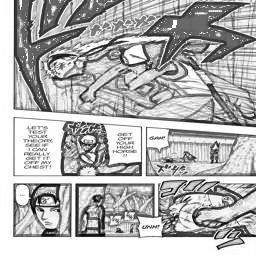 LET'S
TEST
YOUR
THEORY.
SEE IF
I CAN
REALLY
GET IT
OFF MY
CHEST!
GET
OFF
YOUR
HIGH
HORSE
!!
GAH!
...
UNH!